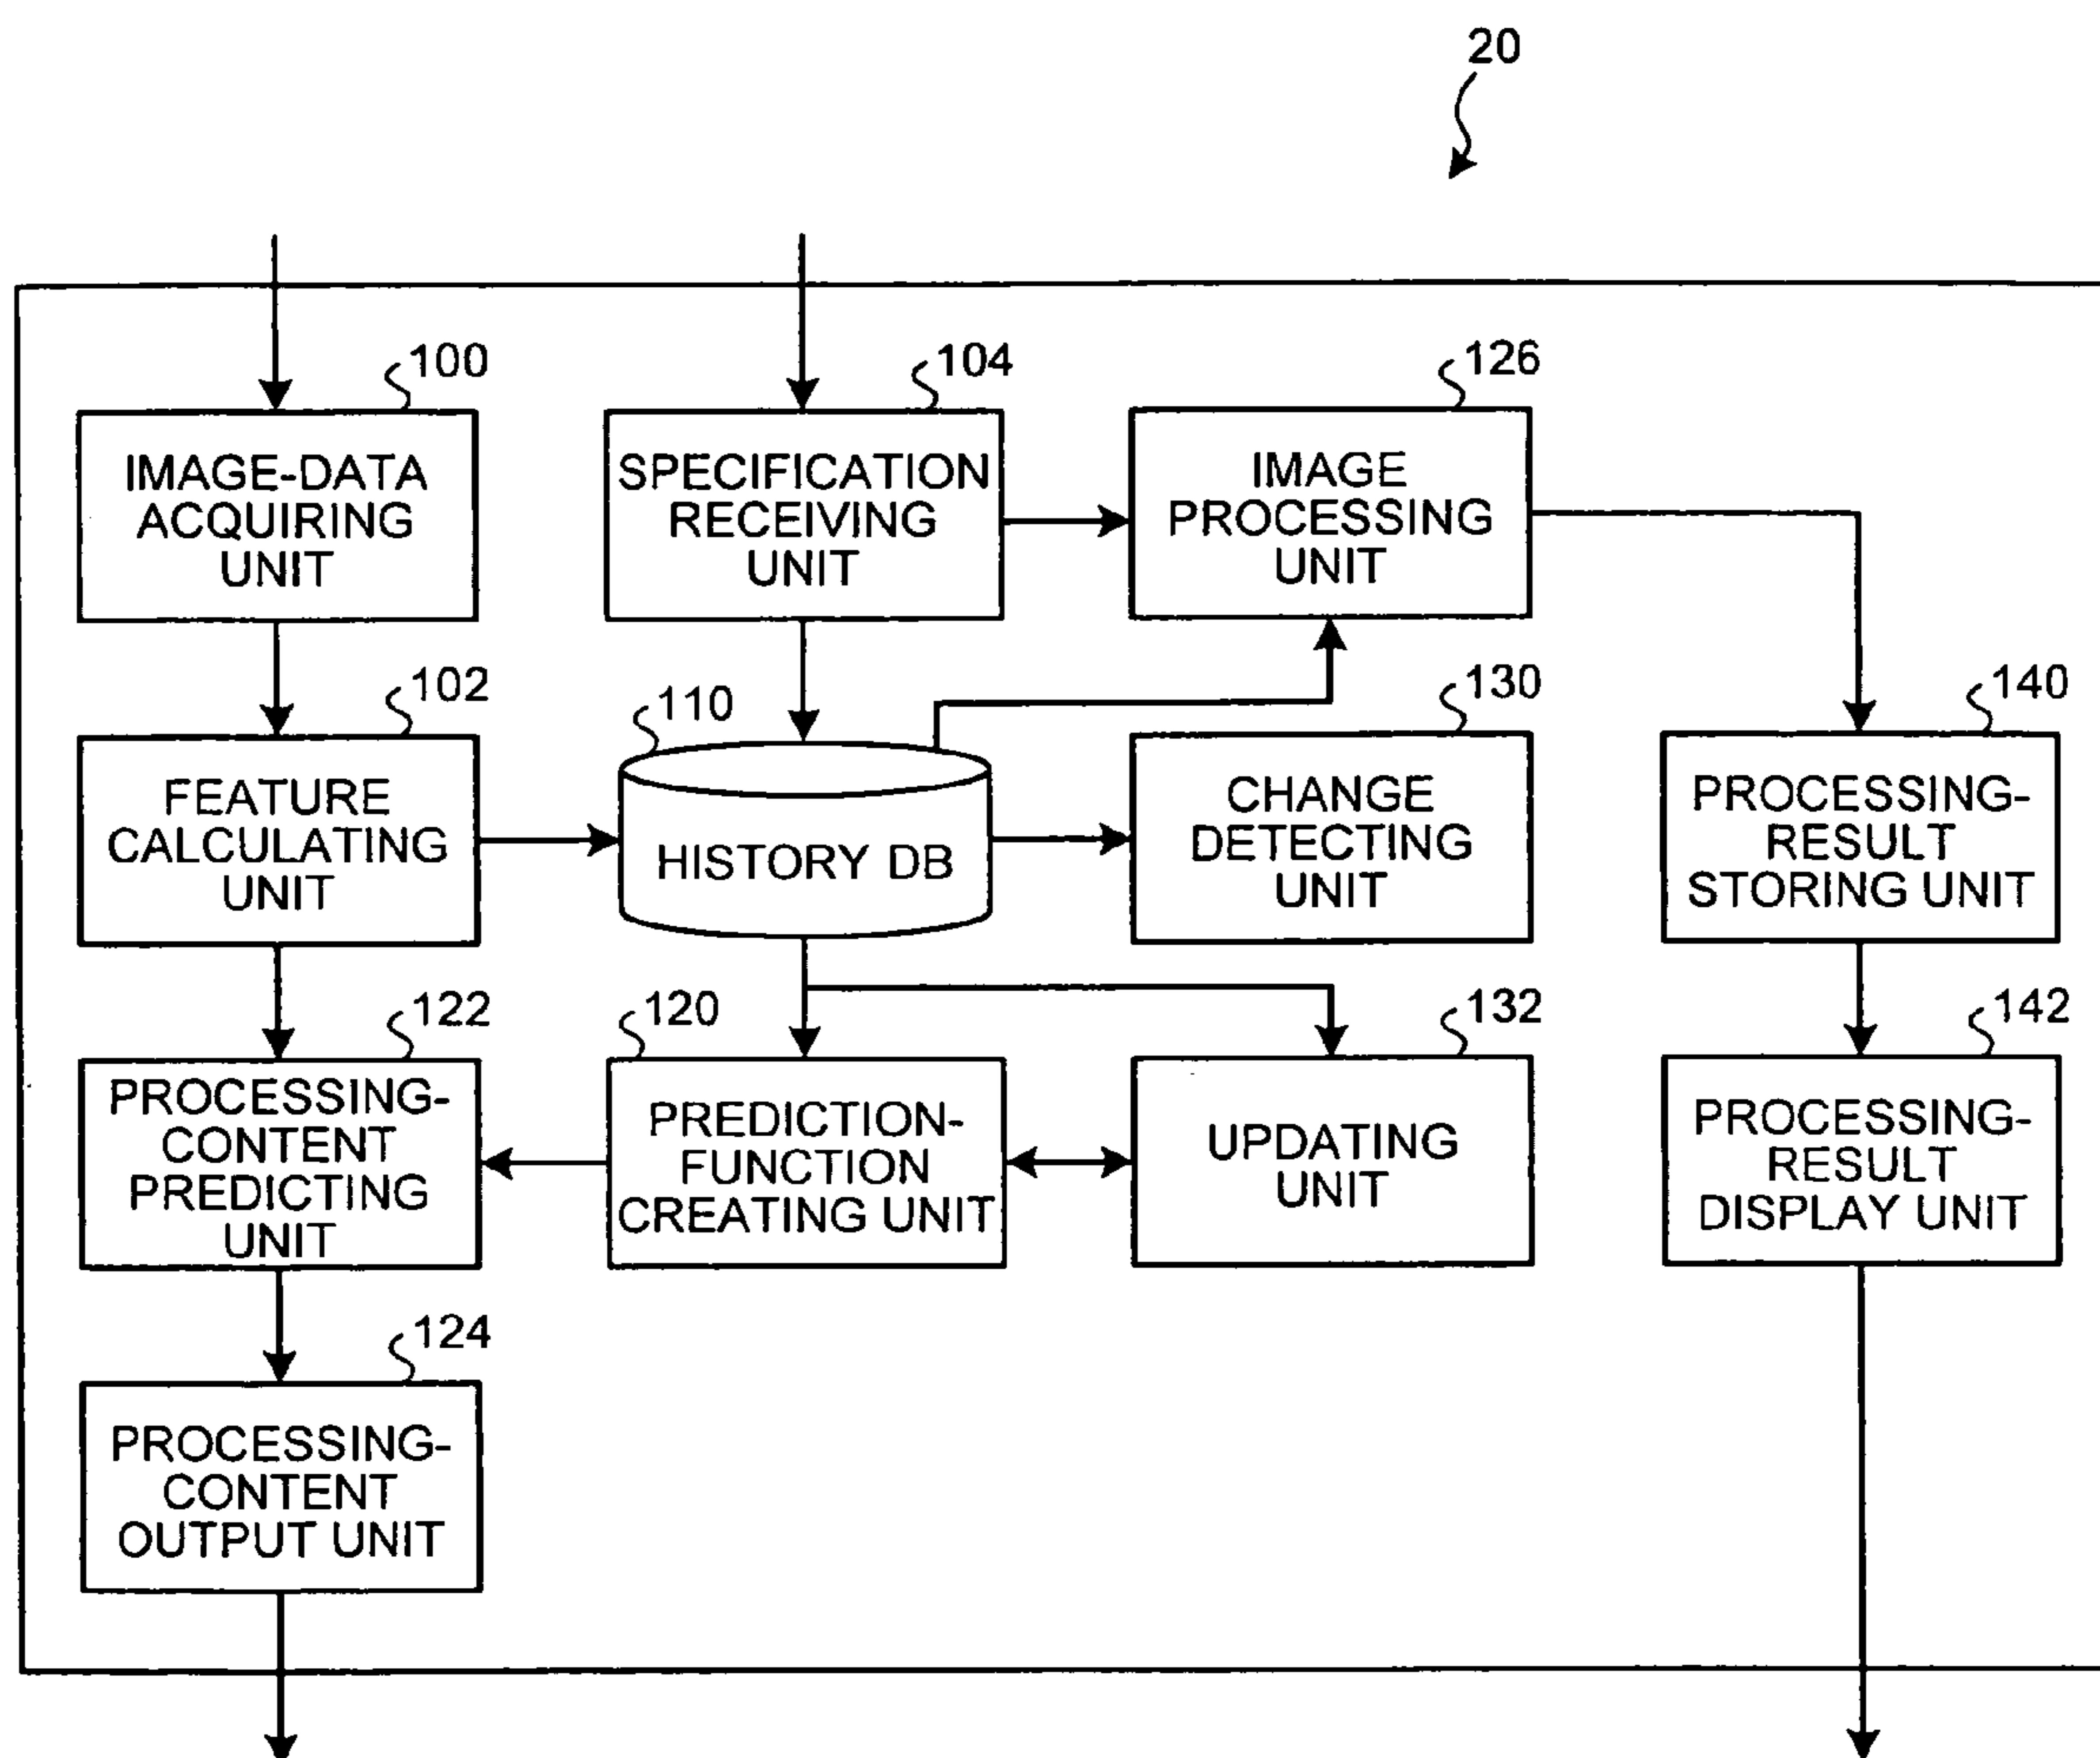 20
100
IMAGE-DATA
ACQUIRING
UNIT
104
SPECIFICATION
RECEIVING
UNIT
126
IMAGE
PROCESSING
UNIT
102
FEATURE
CALCULATING
UNIT
110
HISTORY DB
130
CHANGE
DETECTING
UNIT
140
PROCESSING-
RESULT
STORING UNIT
122
PROCESSING-
CONTENT
PREDICTING
UNIT
120
PREDICTION-
FUNCTION
CREATING UNIT
132
UPDATING
UNIT
142
PROCESSING-
RESULT
DISPLAY UNIT
124
PROCESSING-
CONTENT
OUTPUT UNIT